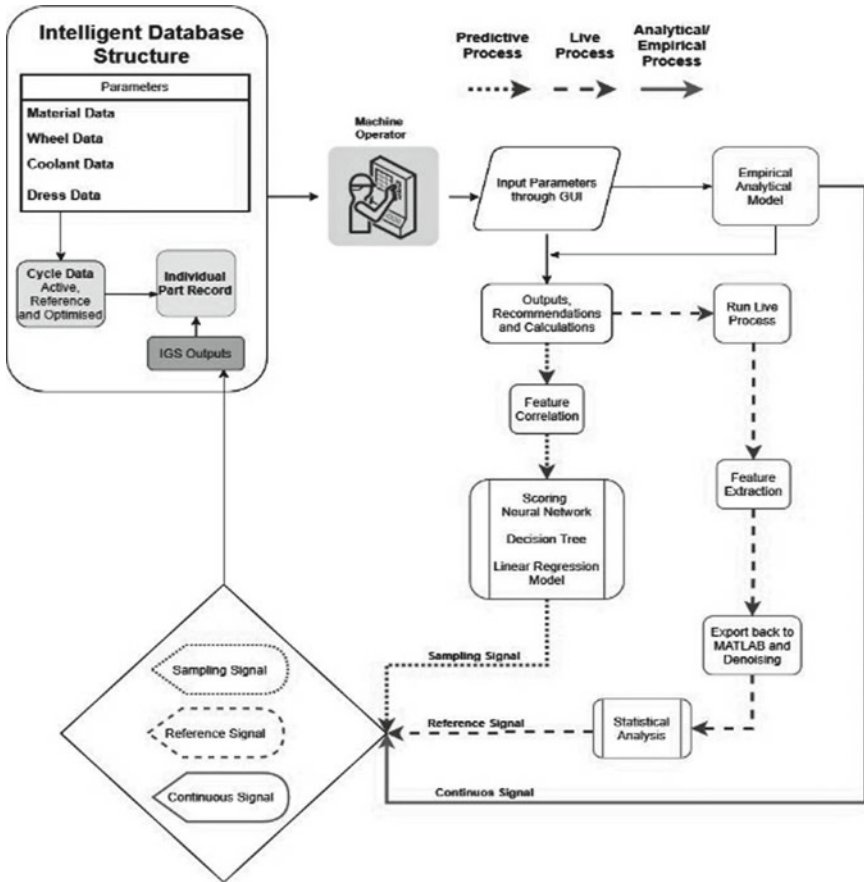 Intelligent Database
Structure
Parameters
Material Data
Wheel Data
Coolant Data
Dress Data
Cycle Data
Active,
Reference
and Optimised
Individual
Part Record
IGS Outputs
Predictive
Process
Live
Process
Analytical/
Empirical
Process
Machine
Operator
Input Parameters
through GUI
Empirical
Analytical
Model
Outputs,
Recommendations
and Calculations
Run Live
Process
Feature
Correlation
Feature
Extraction
Scoring
Neural Network
Decision Tree
Linear Regression
Model
Export back to
MATLAB and
Denoising
Statistical
Analysis
Sampling Signal
Reference Signal
Continuos Signal
Sampling Signal
Reference Signal
Continuous Signal